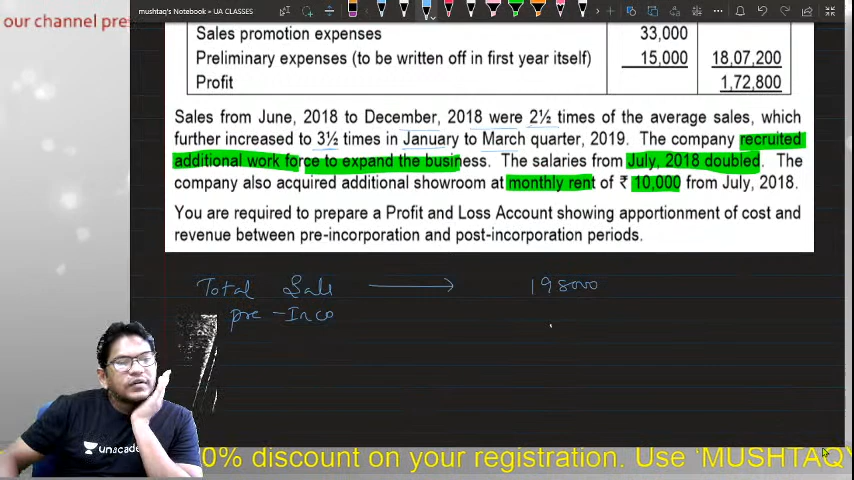 our channel pre
mushtaq's Notebook » UA CLASSES
Sales promotion expenses 33,000
Preliminary expenses (to be written off in first year itself) 15,000 18,07,200
Profit 1,72,800
Sales from June, 2018 to December, 2018 were 2½ times of the average sales, which
further increased to 3½ times in January to March quarter, 2019. The company recruited
additional work force to expand the business. The salaries from July, 2018 doubled. The
company also acquired additional showroom at monthly rent of ₹ 10,000 from July, 2018.
You are required to prepare a Profit and Loss Account showing apportionment of cost and
revenue between pre-incorporation and post-incorporation periods.
Total Sale → 198000
pre-Inco
unacade
0% discount on your registration. Use 'MUSHTAQ